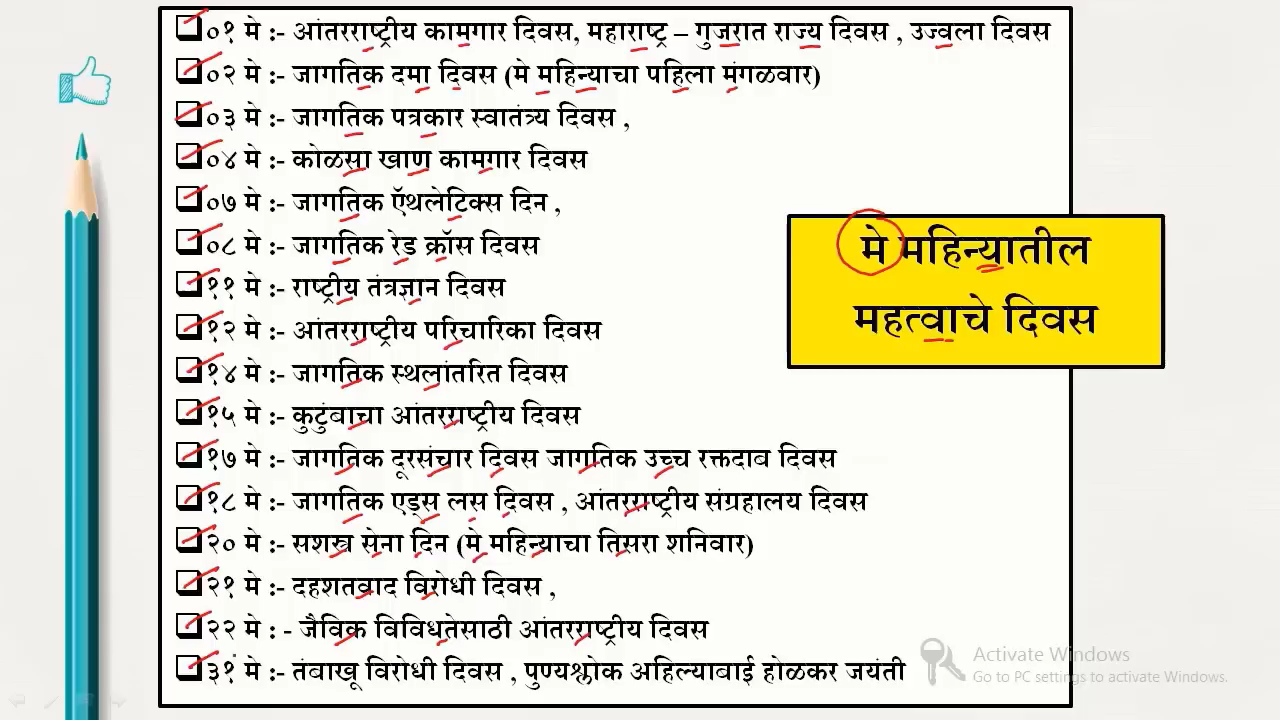 ०१ मे :- आंतरराष्ट्रीय कामगार दिवस, महाराष्ट्र – गुजरात राज्य दिवस , उज्वला दिवस
०२ मे :- जागतिक दमा दिवस (मे महिन्याचा पहिला मंगळवार)
०३ मे :- जागतिक पत्रकार स्वातंत्र्य दिवस ,
०४ मे :- कोळसा खाण कामगार दिवस
०७ मे :- जागतिक ऍथलेटिक्स दिन ,
०८ मे :- जागतिक रेड क्रॉस दिवस
११ मे :- राष्ट्रीय तंत्रज्ञान दिवस
१२ मे :- आंतरराष्ट्रीय परिचारिका दिवस
१४ मे :- जागतिक स्थलांतरित दिवस
१५ मे :- कुटुंबाचा आंतरराष्ट्रीय दिवस
१७ मे :- जागतिक दूरसंचार दिवस जागतिक उच्च रक्तदाब दिवस
१८ मे :- जागतिक एड्स लस दिवस , आंतरराष्ट्रीय संग्रहालय दिवस
२० मे :- सशस्त्र सेना दिन (मे महिन्याचा तिसरा शनिवार)
२१ मे :- दहशतवाद विरोधी दिवस ,
२२ मे : - जैविक विविधतेसाठी आंतरराष्ट्रीय दिवस
३१ मे :- तंबाखू विरोधी दिवस , पुण्यश्लोक अहिल्याबाई होळकर जयंती
मे महिन्यातील
महत्वाचे दिवस
Activate Windows
Go to PC settings to activate Windows.